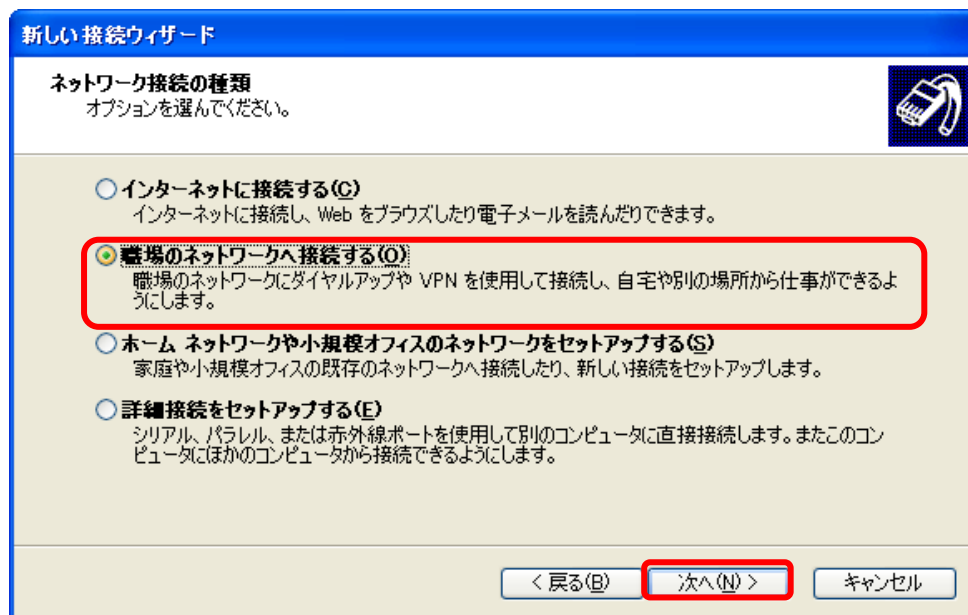 新しい接続ウィザード
ネットワーク接続の種類
オプションを選んでください。
インターネットに接続する(C)
インターネットに接続し、Web をブラウズしたり電子メールを読んだりできます。
職場のネットワークへ接続する(O)
職場のネットワークにダイヤルアップや VPN を使用して接続し、自宅や別の場所から仕事ができるよ
うにします。
ホーム ネットワークや小規模オフィスのネットワークをセットアップする(S)
家庭や小規模オフィスの既存のネットワークへ接続したり、新しい接続をセットアップします。
詳細接続をセットアップする(E)
シリアル、パラレル、または赤外線ポートを使用して別のコンピュータに直接接続します。またこのコン
ピュータにほかのコンピュータから接続できるようにします。
< 戻る(B) 次へ(N) > キャンセル